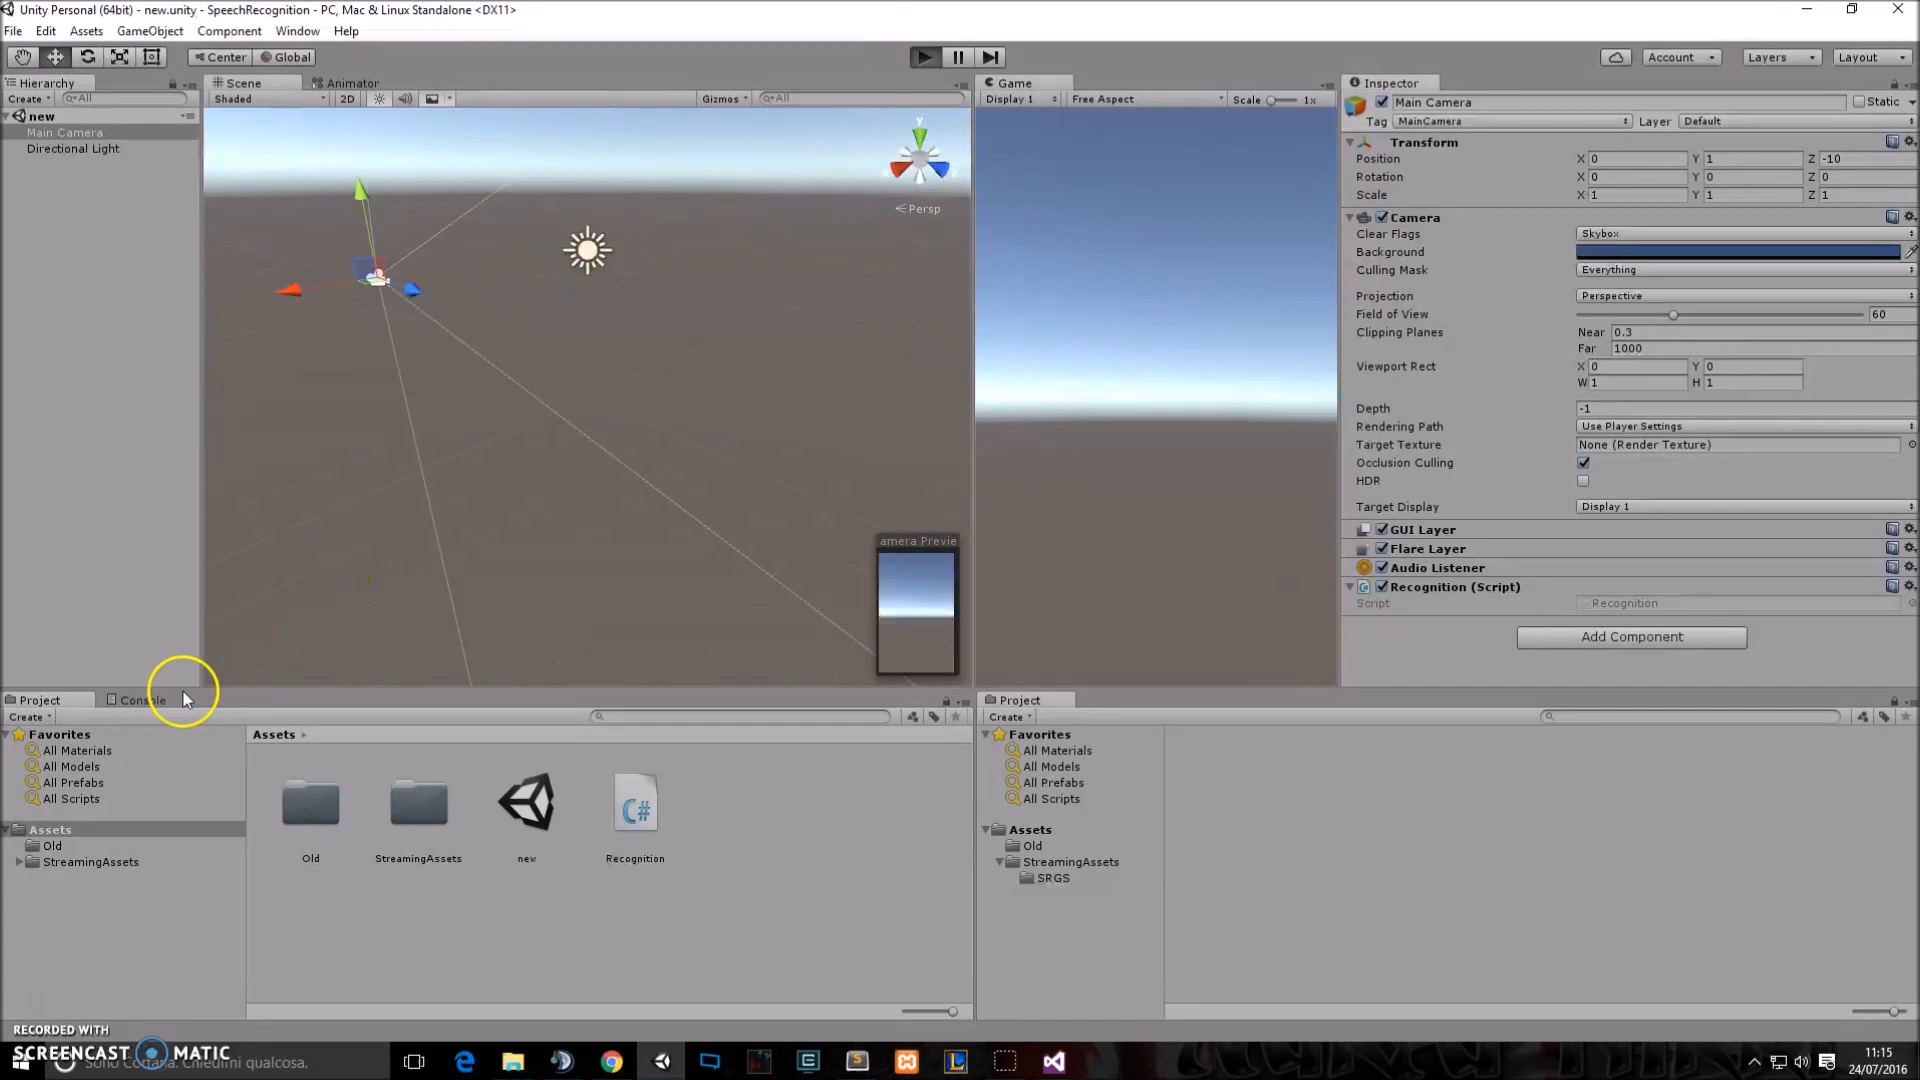 Unity Personal (64bit) - new.unity - SpeechRecognition - PC, Mac & Linux Standalone <DX11>
File Edit Assets GameObject Component Window Help
Center Global Account Layers Layout
Hierarchy
Create All
new
Main Camera
Directional Light
Scene Animator
Shaded 2D Gizmos All
y
Persp
amera Previe
Game
Display 1 Free Aspect Scale 1x
Inspector
Main Camera Static
Tag MainCamera Layer Default
Transform
Position X 0 Y 1 Z -10
Rotation X 0 Y 0 Z 0
Scale X 1 Y 1 Z 1
Camera
Clear Flags Skybox
Background
Culling Mask Everything
Projection Perspective
Field of View 60
Clipping Planes Near 0.3
Far 1000
Viewport Rect X 0 Y 0
W 1 H 1
Depth -1
Rendering Path Use Player Settings
Target Texture None (Render Texture)
Occlusion Culling
HDR
Target Display Display 1
GUI Layer
Flare Layer
Audio Listener
Recognition (Script)
Script Recognition
Add Component
Project Console
Create
Favorites
All Materials
All Models
All Prefabs
All Scripts
Assets
Old
StreamingAssets
Assets
C#
Old StreamingAssets new Recognition
Project
Create
Favorites
All Materials
All Models
All Prefabs
All Scripts
Assets
Old
StreamingAssets
SRGS
RECORDED WITH
SCREENCAST MATIC
Sono Cortana. Chiedimi qualcosa.
11:15
24/07/2016